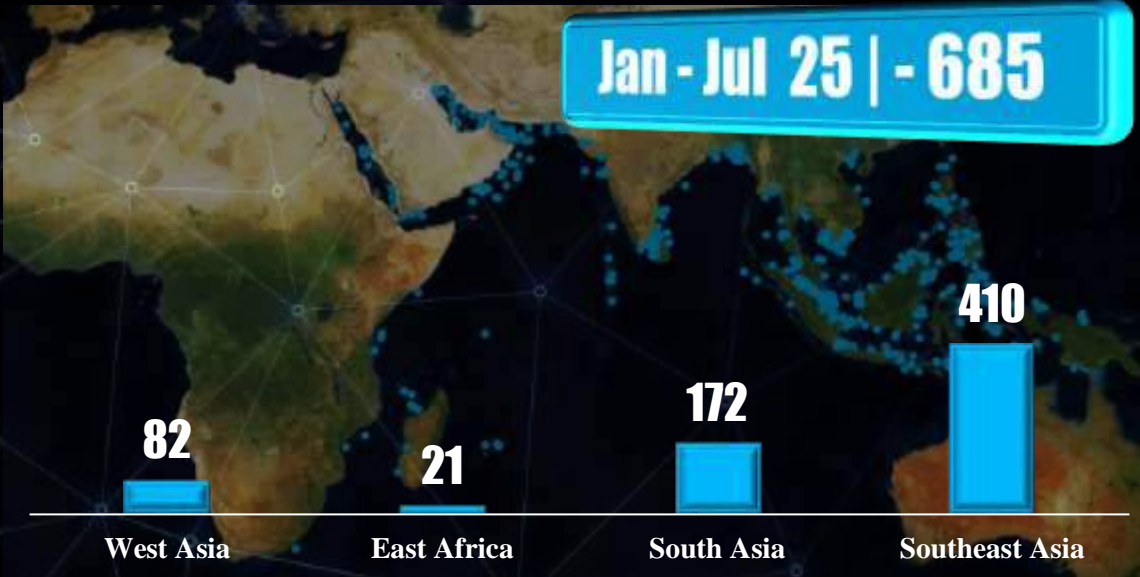 Jan - Jul 25 | - 685
410
172
82
21
West Asia
East Africa
South Asia
Southeast Asia